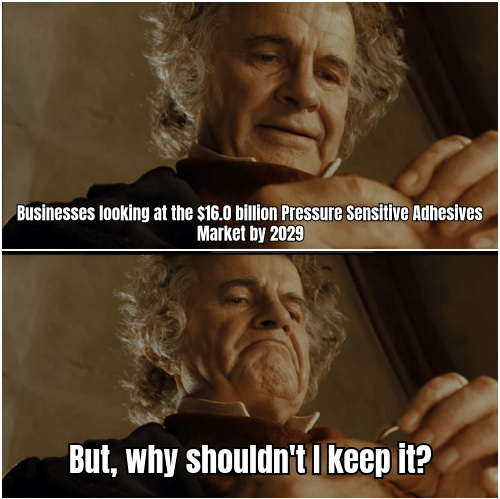 Businesses looking at the $16.0 billion Pressure Sensitive Adhesives
Market by 2029
But, why shouldn't I keep it?